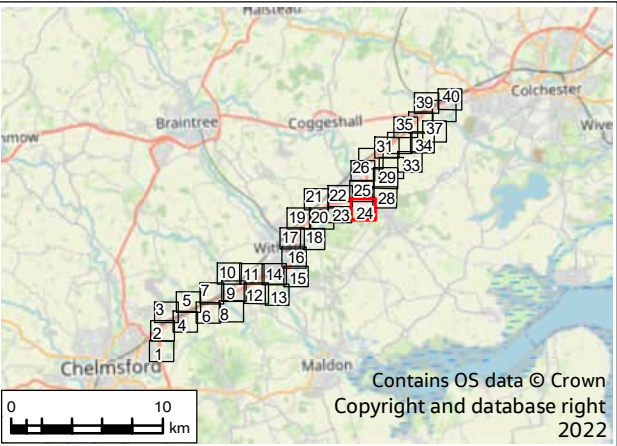 Halstead
Colchester
Braintree
Coggeshall
nmow
Wive
39 40
35 37
31 34
26 33
29
21 22 25 28
19 20 23 24
17 18
Witha
16
10 11 14 15
7 9 12 13
5
3 4 6 8
2
1
Chelmsford
Maldon
Contains OS data © Crown
Copyright and database right
2022
0 10
km